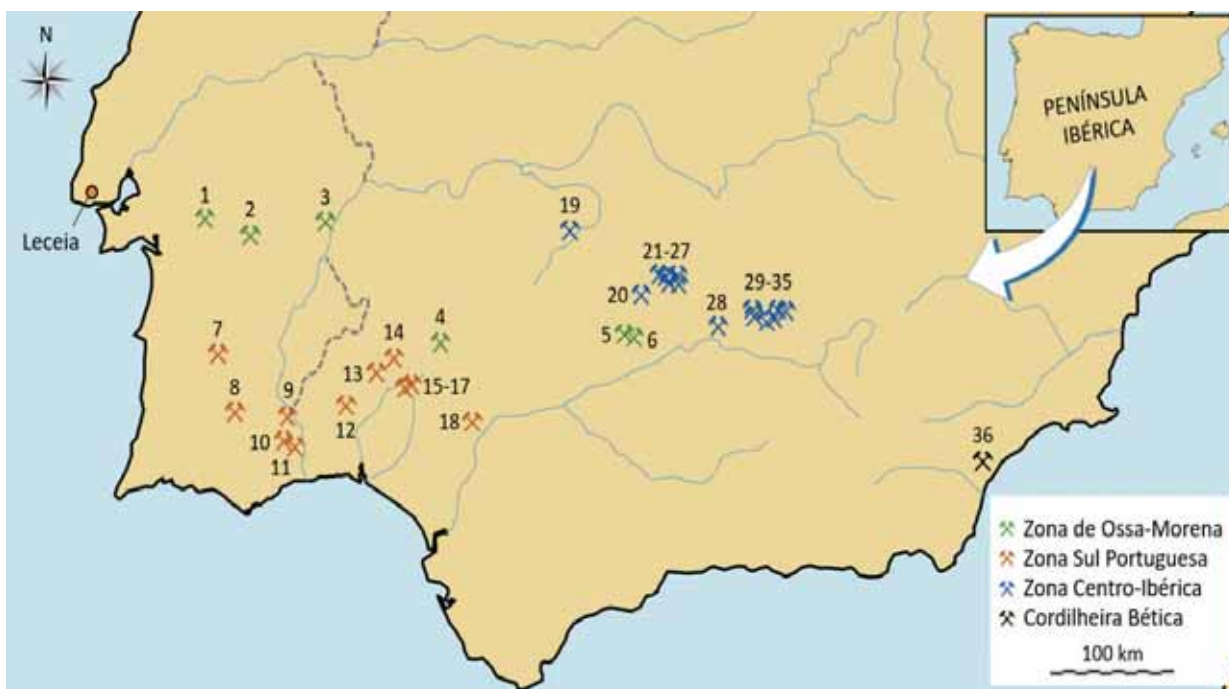 N
PENÍNSULA
IBÉRICA
Leceia
1
2
3
19
21-27
20
29-35
28
5
6
4
14
7
13
15-17
8
9
12
18
10
11
36
Zona de Ossa-Morena
Zona Sul Portuguesa
Zona Centro-Ibérica
Cordilheira Bética
100 km